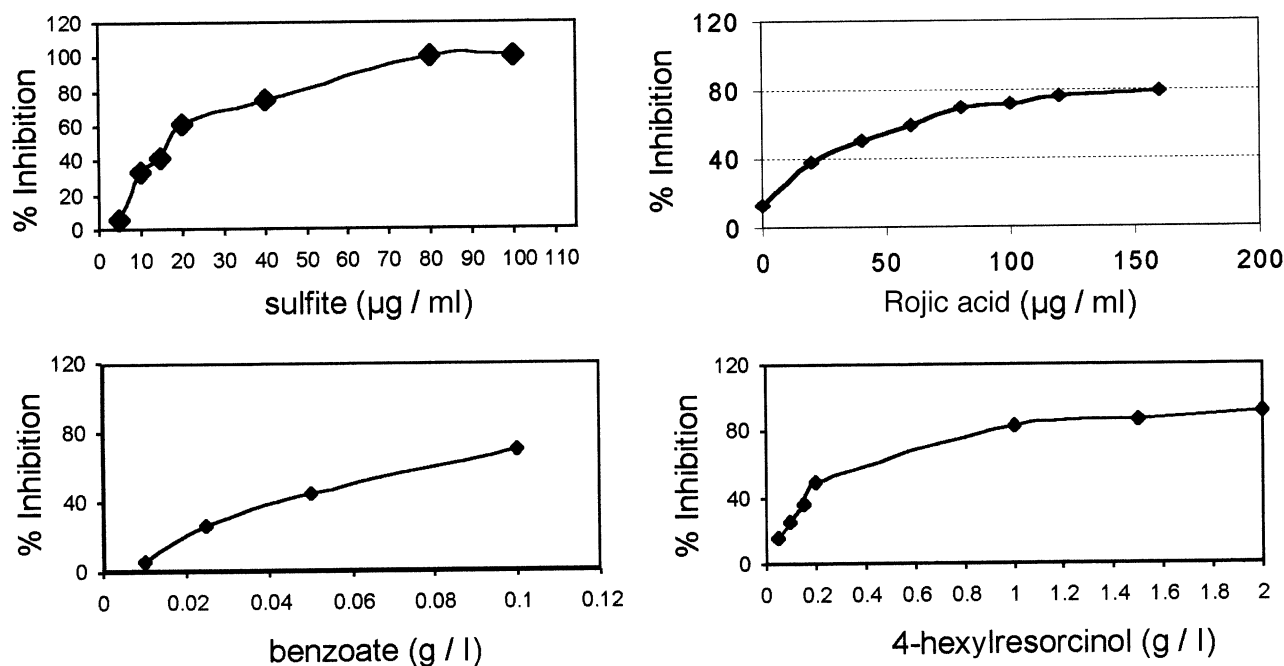 % Inhibition
120
100
80
60
40
20
0
0 10 20 30 40 50 60 70 80 90 100 110
sulfite (µg / ml)
% Inhibition
120
80
40
0
0 50 100 150 200
Rojic acid (µg / ml)
% Inhibition
120
80
40
0
0 0.02 0.04 0.06 0.08 0.1 0.12
benzoate (g / l)
% Inhibition
120
80
40
0
0 0.2 0.4 0.6 0.8 1 1.2 1.4 1.6 1.8 2
4-hexylresorcinol (g / l)